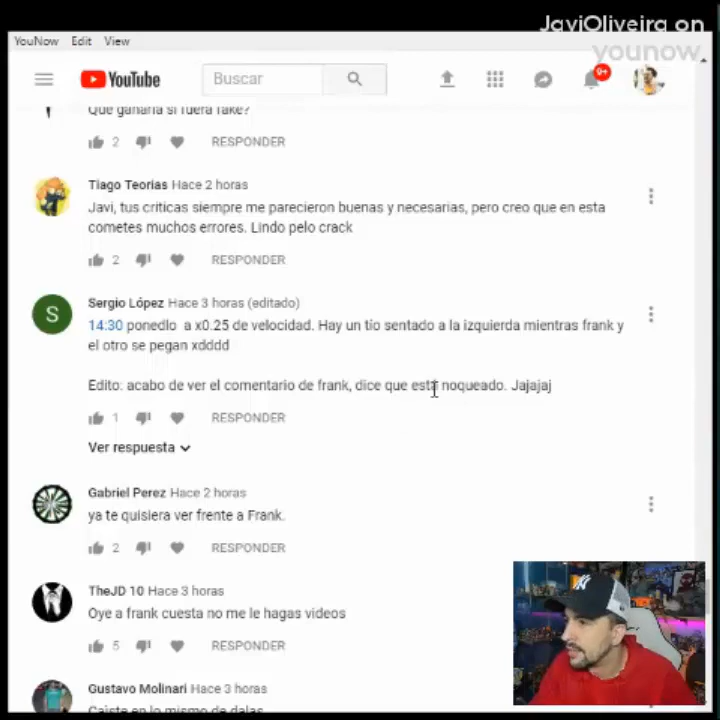 JaviOliveira on
younow
YouNow Edit View
YouTube
Buscar
9+
Que ganaría si fuera fake?
2 RESPONDER
Tiago Teorías Hace 2 horas
Javi, tus criticas siempre me parecieron buenas y necesarias, pero creo que en esta
cometes muchos errores. Lindo pelo crack
2 RESPONDER
S
Sergio López Hace 3 horas (editado)
14:30 ponedlo a x0.25 de velocidad. Hay un tío sentado a la izquierda mientras frank y
el otro se pegan xdddd
Edito: acabo de ver el comentario de frank, dice que está noqueado. Jajajaj
1 RESPONDER
Ver respuesta
Gabriel Perez Hace 2 horas
ya te quisiera ver frente a Frank.
2 RESPONDER
TheJD 10 Hace 3 horas
Oye a frank cuesta no me le hagas videos
5 RESPONDER
Gustavo Molinari Hace 3 horas
Caiste en lo mismo de dalas